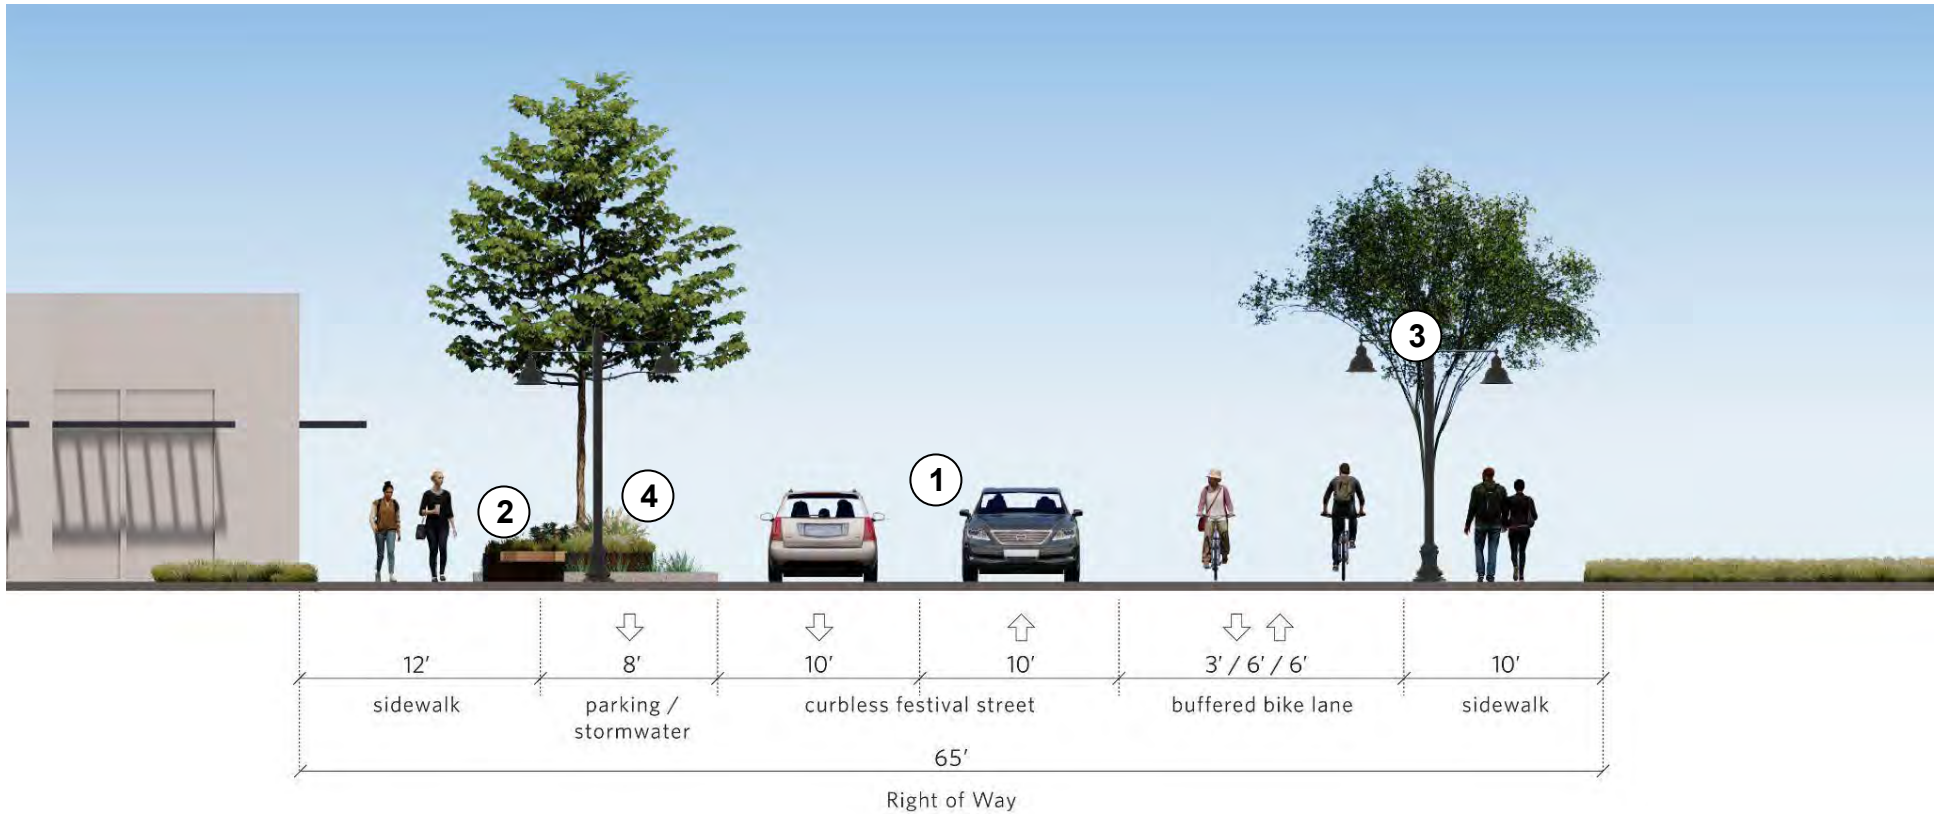 3
1
4
2
12′
8′
10′
10′
3′ / 6′ / 6′
10′
sidewalk
parking /
stormwater
curbless festival street
buffered bike lane
sidewalk
65′
Right of Way